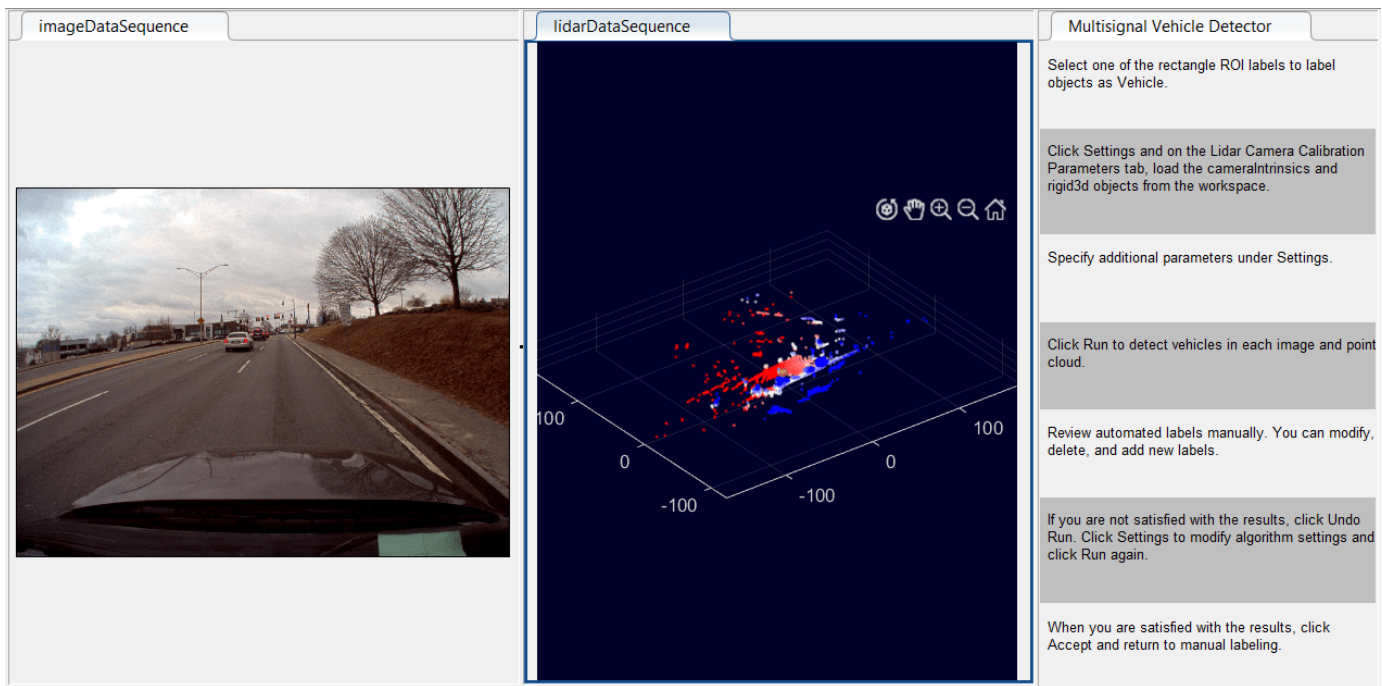 imageDataSequence
lidarDataSequence
Multisignal Vehicle Detector
100
0
-100
-100
0
100
Select one of the rectangle ROI labels to label
objects as Vehicle.
Click Settings and on the Lidar Camera Calibration
Parameters tab, load the cameraIntrinsics and
rigid3d objects from the workspace.
Specify additional parameters under Settings.
Click Run to detect vehicles in each image and point
cloud.
Review automated labels manually. You can modify,
delete, and add new labels.
If you are not satisfied with the results, click Undo
Run. Click Settings to modify algorithm settings and
click Run again.
When you are satisfied with the results, click
Accept and return to manual labeling.